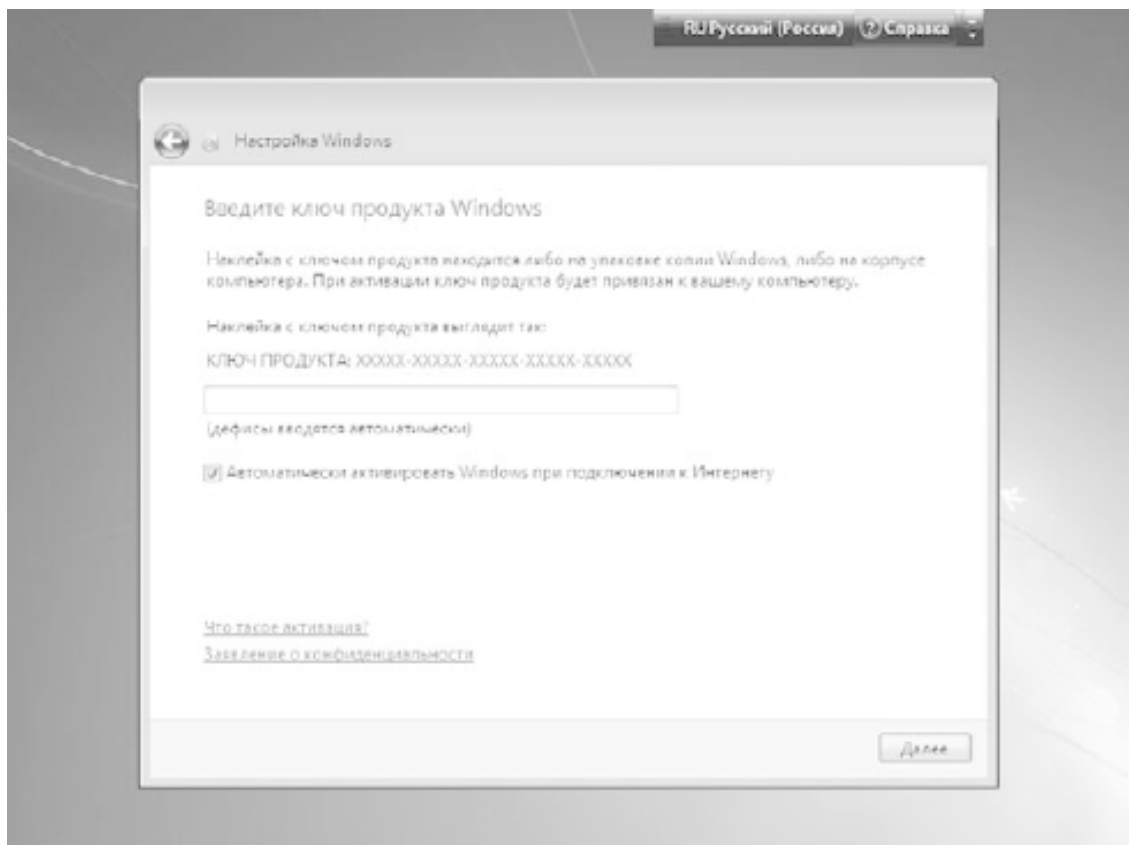 RU Русский (Россия) Справка
Настройка Windows
Введите ключ продукта Windows
Наклейка с ключом продукта находится либо на упаковке копии Windows, либо на корпусе
компьютера. При активации ключ продукта будет привязан к вашему компьютеру.
Наклейка с ключом продукта выглядит так:
КЛЮЧ ПРОДУКТА: XXXXX-XXXXX-XXXXX-XXXXX-XXXXX
(дефисы вводятся автоматически)
Автоматически активировать Windows при подключении к Интернету
Что такое активация?
Заявление о конфиденциальности
Далее